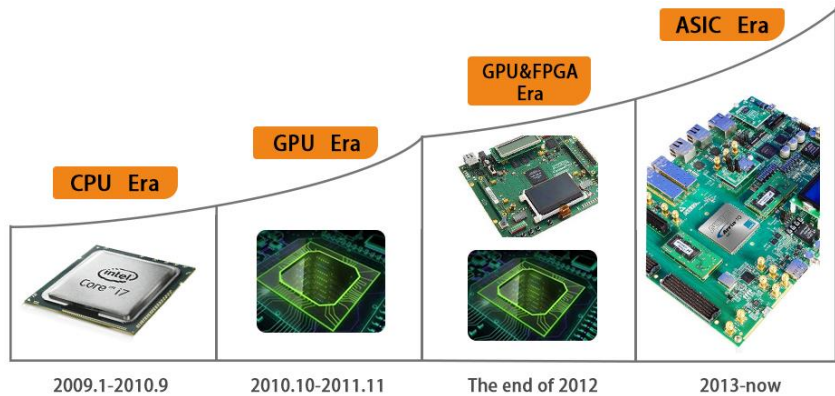 ASIC Era
GPU&FPGA
Era
GPU Era
CPU Era
intel
Core i7
2009.1-2010.9
2010.10-2011.11
The end of 2012
2013-now